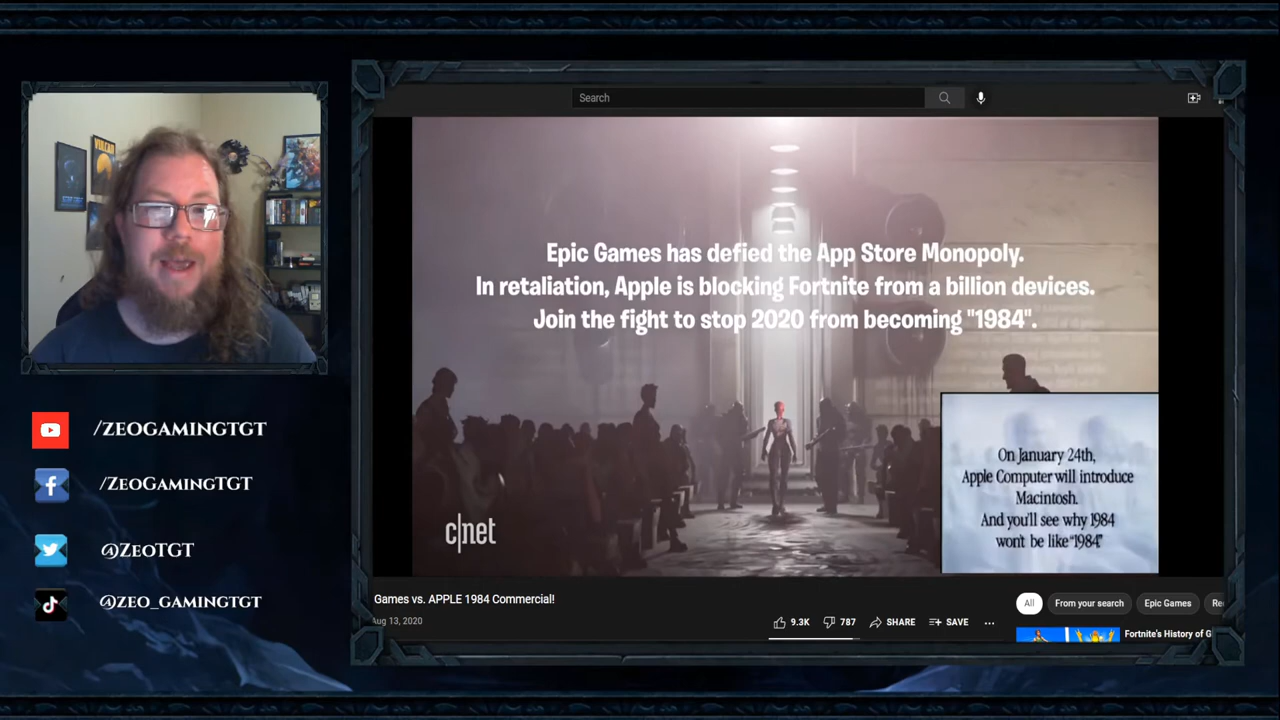 Search
VULCAN
Epic Games has defied the App Store Monopoly.
In retaliation, Apple is blocking Fortnite from a billion devices.
Join the fight to stop 2020 from becoming "1984".
On January 24th,
Apple Computer will introduce
Macintosh.
And you'll see why 1984
won't be like "1984"
c|net
/ZeoGamingTGT
/ZeoGamingTGT
@ZeoTGT
@Zeo_GamingTGT
Games vs. APPLE 1984 Commercial!
Aug 13, 2020
9.3K
787
SHARE
SAVE
All
From your search
Epic Games
Re
Fortnite's History of G